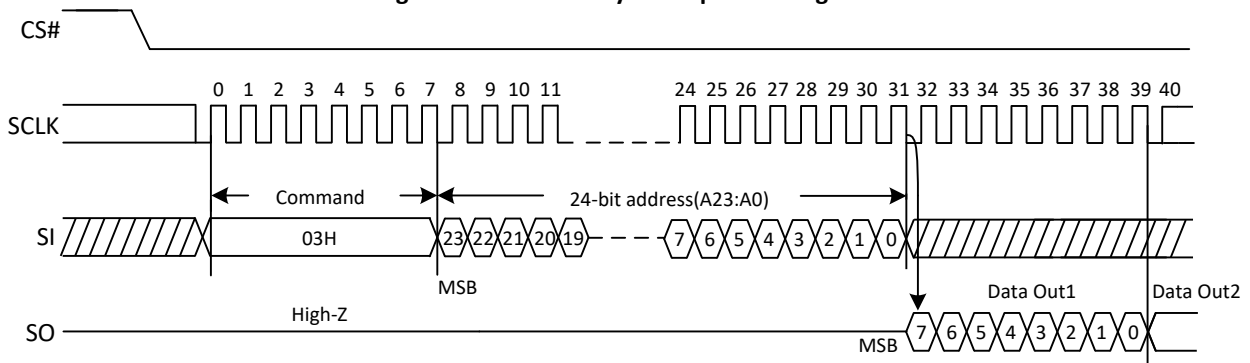 CS#
0 1 2 3 4 5 6 7 8 9 10 11 24 25 26 27 28 29 30 31 32 33 34 35 36 37 38 39 40
SCLK
Command 24-bit address(A23:A0)
SI 03H 23 22 21 20 19 7 6 5 4 3 2 1 0
MSB Data Out1 Data Out2
High-Z
SO MSB 7 6 5 4 3 2 1 0